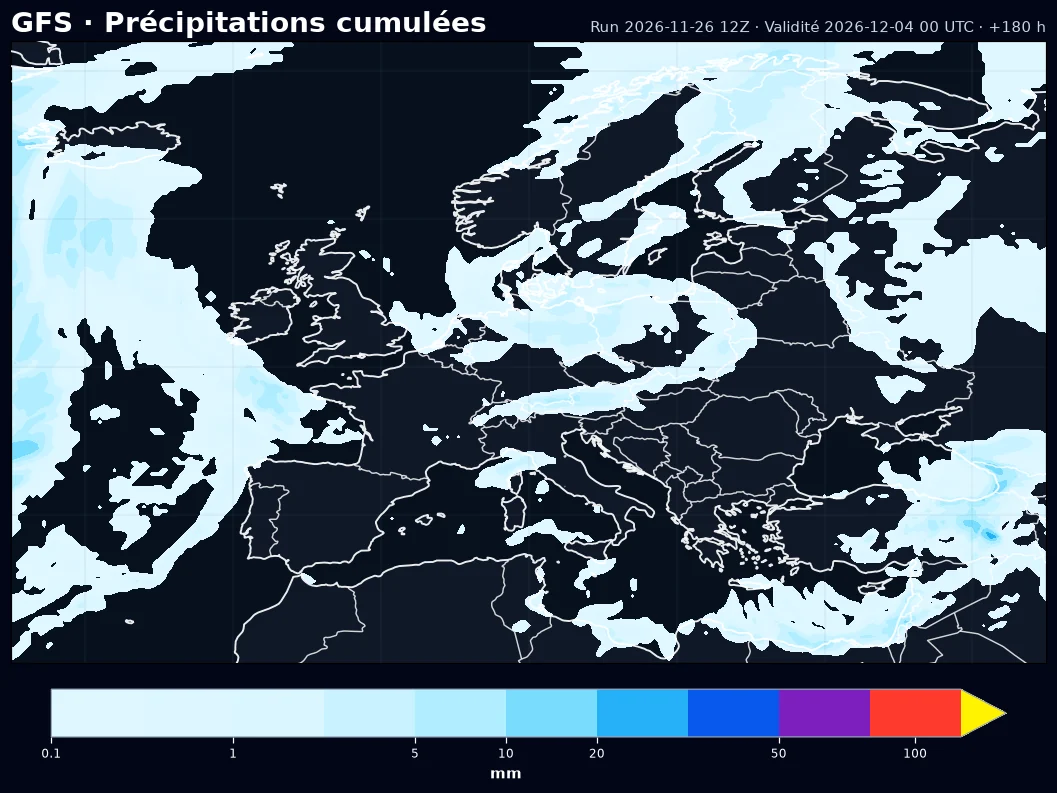 GFS · Précipitations cumulées
Run 2026-11-26 12Z · Validité 2026-12-04 00 UTC · +180 h
0.1 1 5 10 20 50 100
mm